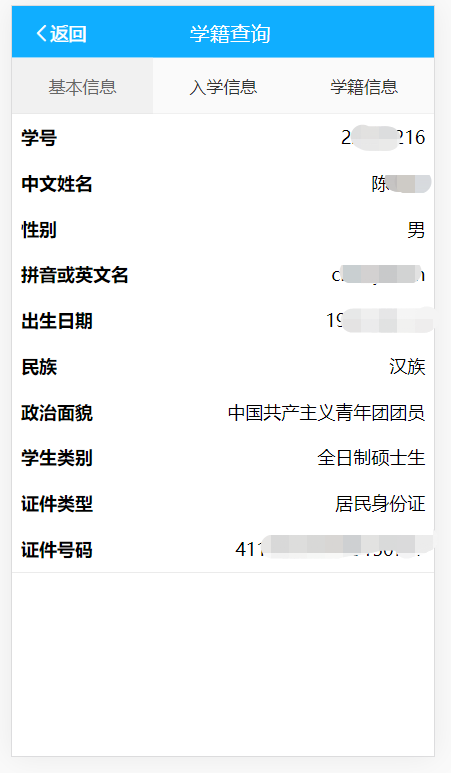 返回 学籍查询
基本信息 入学信息 学籍信息
学号 2 216
中文姓名 陈
性别 男
拼音或英文名 c
出生日期 19
民族 汉族
政治面貌 中国共产主义青年团团员
学生类别 全日制硕士生
证件类型 居民身份证
证件号码 411